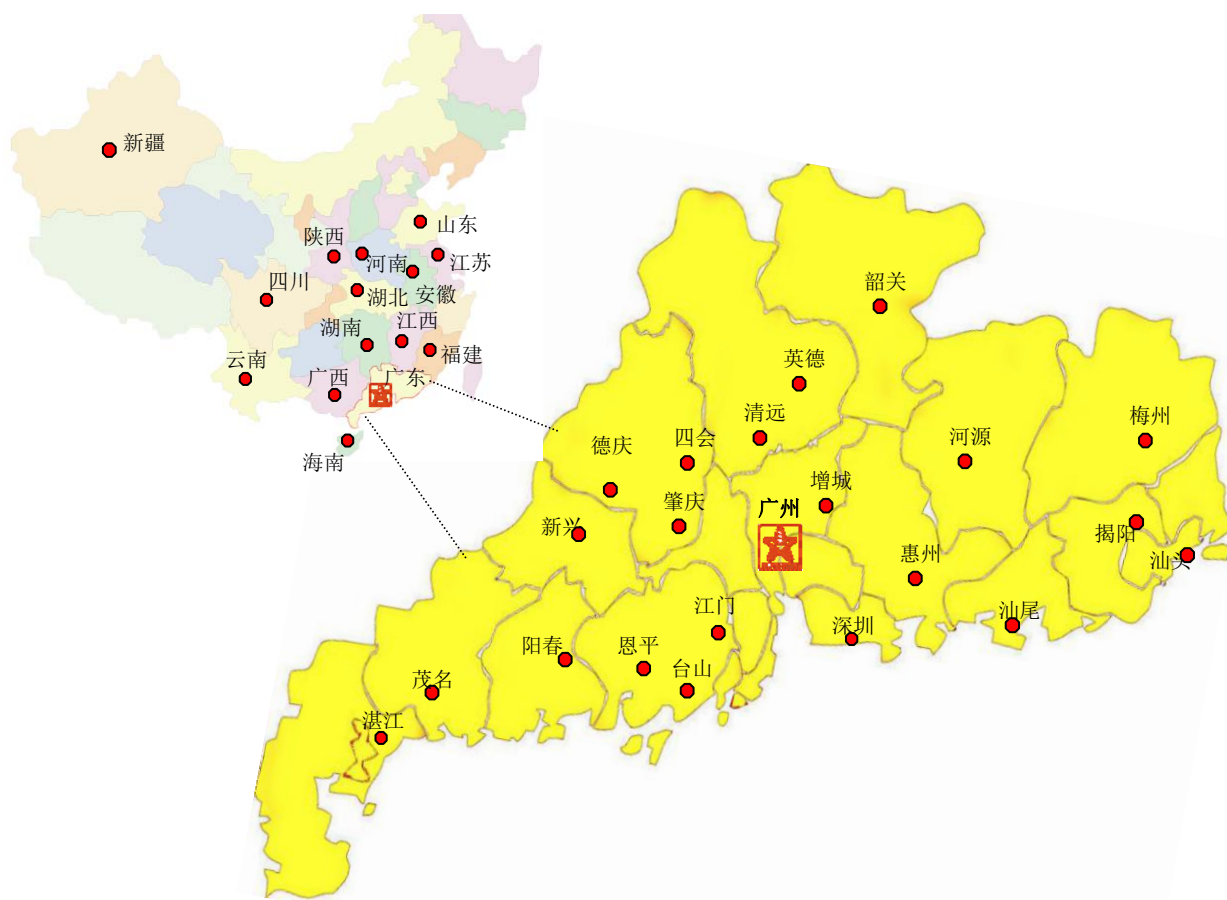 新疆
山东
陕西
河南
江苏
四川
湖北
安徽
湖南
江西
福建
云南
广西
广东
海南
韶关
英德
清远
梅州
河源
四会
德庆
增城
肇庆
广州
新兴
揭阳
惠州
汕头
江门
深圳
汕尾
阳春
恩平
台山
茂名
湛江